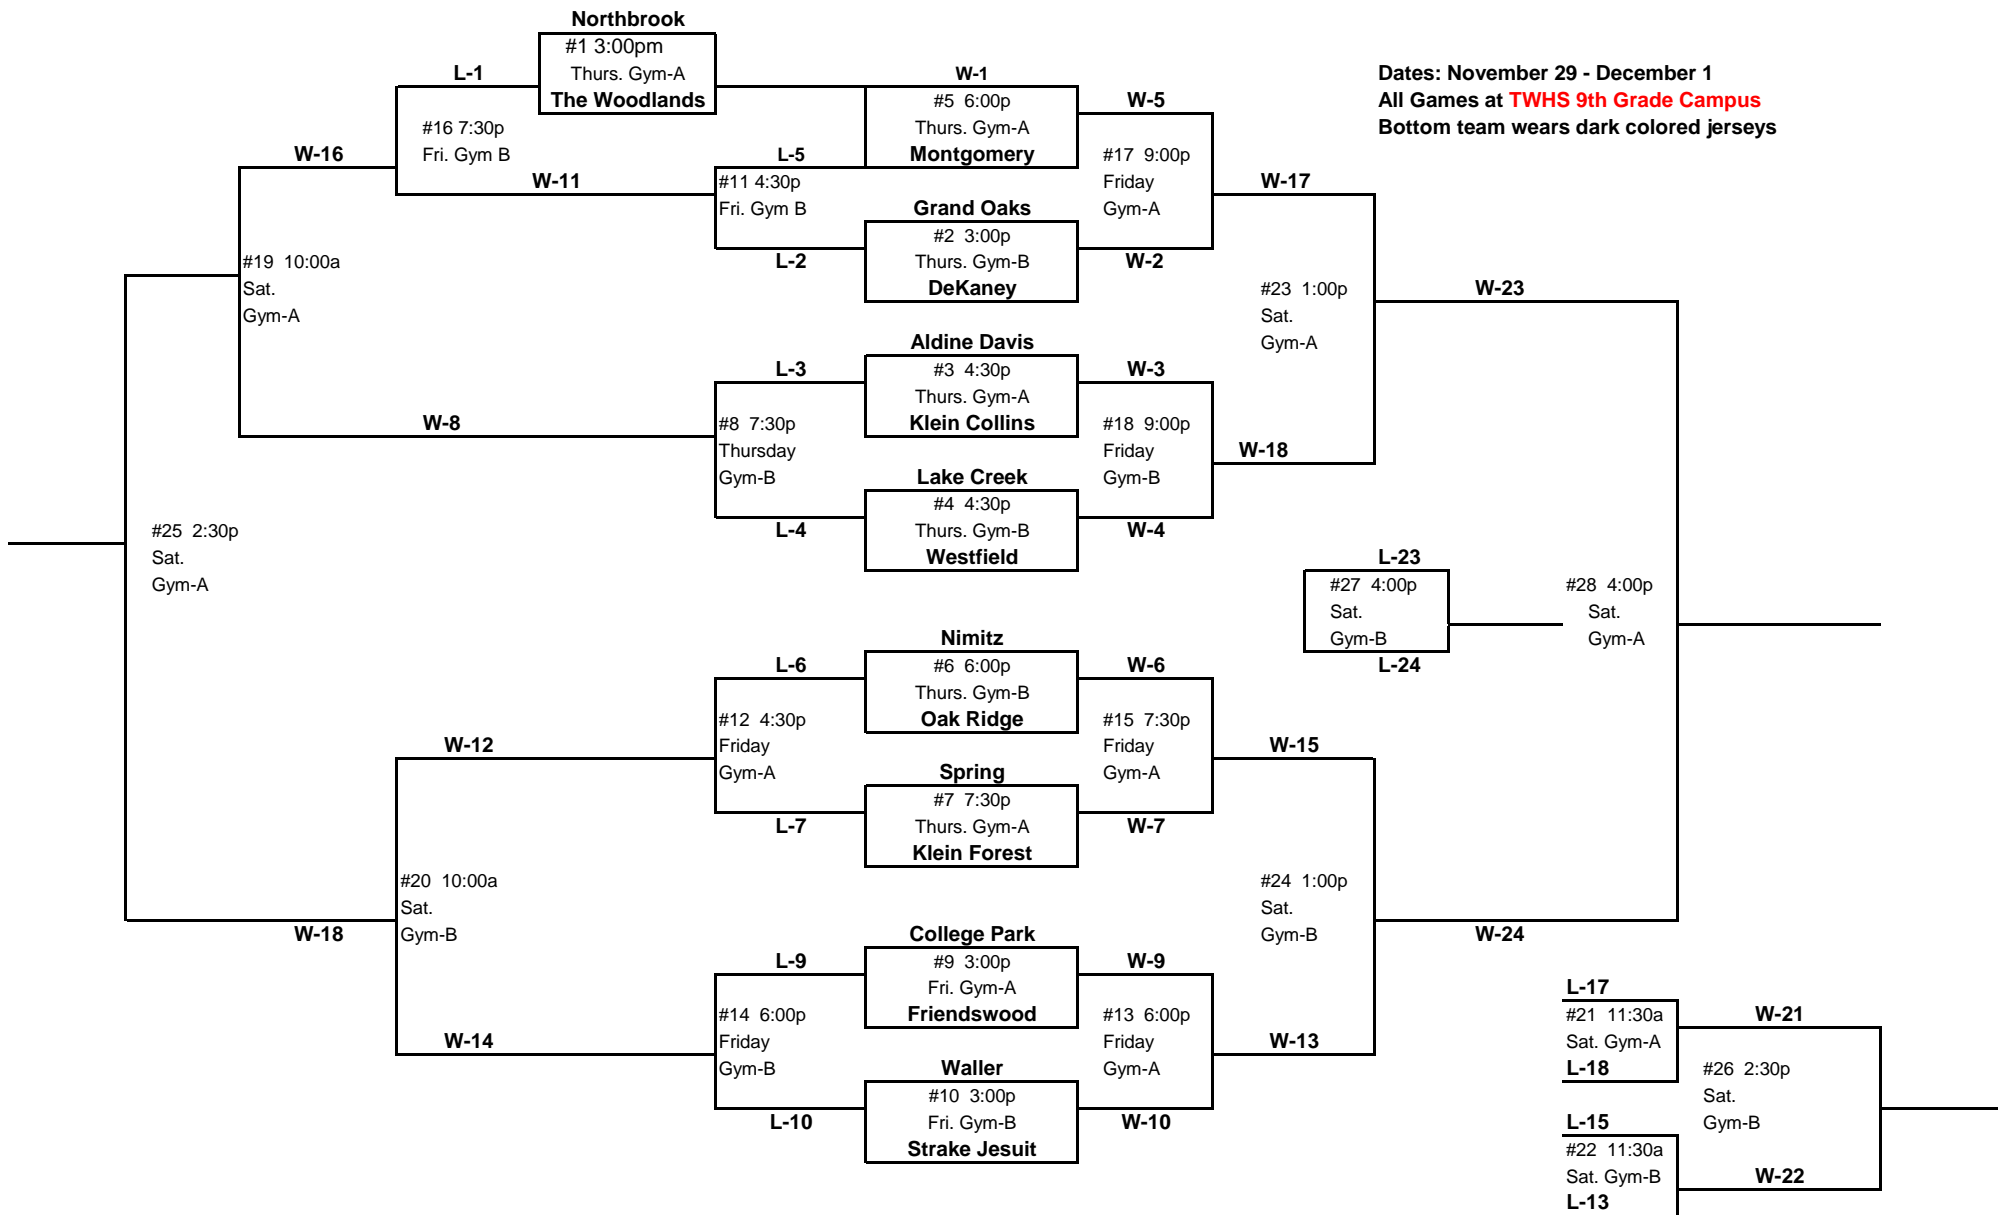 Northbrook
#1 3:00pm
Thurs. Gym-A
The Woodlands
L-1
W-1
Dates: November 29 - December 1
All Games at TWHS 9th Grade Campus
Bottom team wears dark colored jerseys
#5 6:00p
Thurs. Gym-A
Montgomery
W-5
#16 7:30p
Fri. Gym B
W-16
L-5
W-11
#11 4:30p
Fri. Gym B
#17 9:00p
Friday
Gym-A
W-17
Grand Oaks
#2 3:00p
Thurs. Gym-B
DeKaney
L-2
W-2
#19 10:00a
Sat.
Gym-A
#23 1:00p
Sat.
Gym-A
W-23
Aldine Davis
#3 4:30p
Thurs. Gym-A
Klein Collins
L-3
W-3
W-8
#8 7:30p
Thursday
Gym-B
#18 9:00p
Friday
Gym-B
W-18
Lake Creek
#4 4:30p
Thurs. Gym-B
Westfield
L-4
W-4
#25 2:30p
Sat.
Gym-A
L-23
#27 4:00p
Sat.
Gym-B
L-24
#28 4:00p
Sat.
Gym-A
Nimitz
#6 6:00p
Thurs. Gym-B
Oak Ridge
L-6
W-6
W-12
#12 4:30p
Friday
Gym-A
#15 7:30p
Friday
Gym-A
W-15
Spring
#7 7:30p
Thurs. Gym-A
Klein Forest
L-7
W-7
#20 10:00a
Sat.
Gym-B
W-18
#24 1:00p
Sat.
Gym-B
W-24
College Park
#9 3:00p
Fri. Gym-A
Friendswood
L-9
W-9
W-14
#14 6:00p
Friday
Gym-B
#13 6:00p
Friday
Gym-A
W-13
Waller
#10 3:00p
Fri. Gym-B
Strake Jesuit
L-10
W-10
L-17
#21 11:30a
Sat. Gym-A
L-18
W-21
#26 2:30p
Sat.
Gym-B
L-15
#22 11:30a
Sat. Gym-B
L-13
W-22